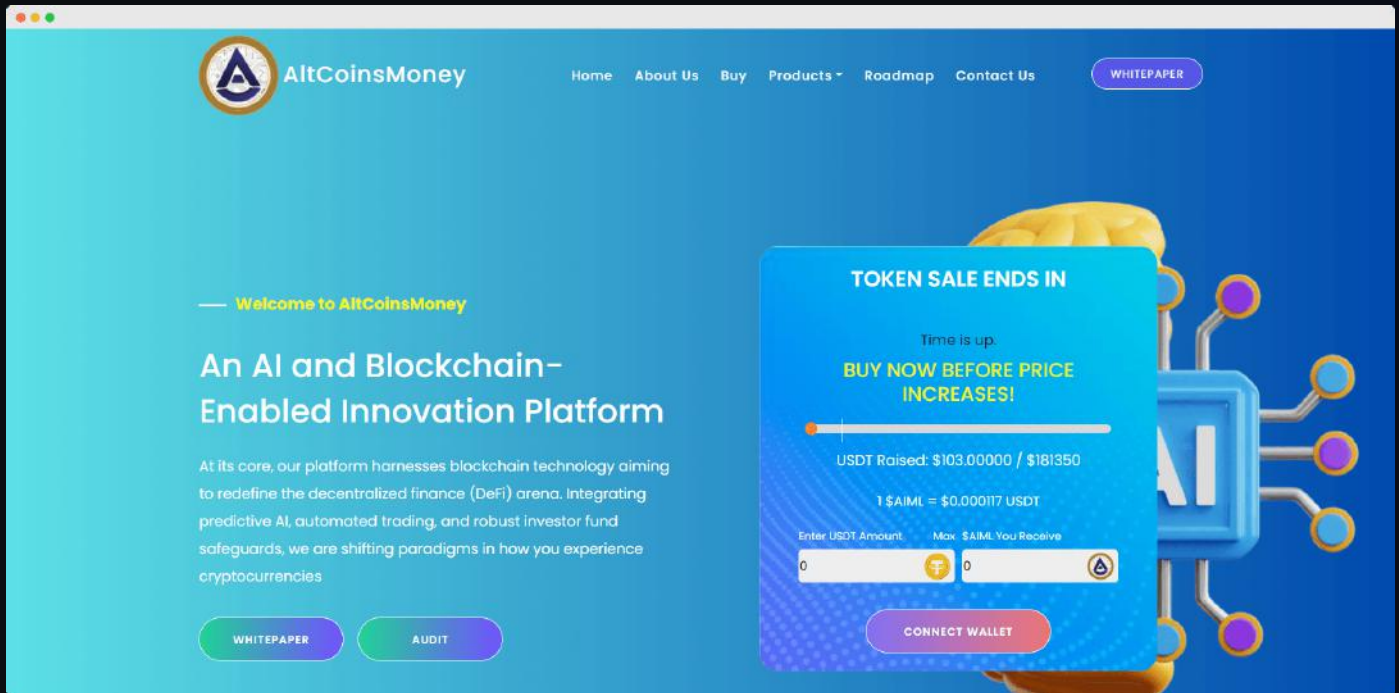 AltCoinsMoney
Home About Us Buy Products Roadmap Contact Us WHITEPAPER
Welcome to AltCoinsMoney
An AI and Blockchain-
Enabled Innovation Platform
At its core, our platform harnesses blockchain technology aiming
to redefine the decentralized finance (DeFi) arena. Integrating
predictive AI, automated trading, and robust investor fund
safeguards, we are shifting paradigms in how you experience
cryptocurrencies
WHITEPAPER AUDIT
TOKEN SALE ENDS IN
Time is up.
BUY NOW BEFORE PRICE
INCREASES!
USDT Raised: $103.00000 / $181350
1 $AIML = $0.000117 USDT
Enter USDT Amount Max $AIML You Receive
0 0
CONNECT WALLET
AI